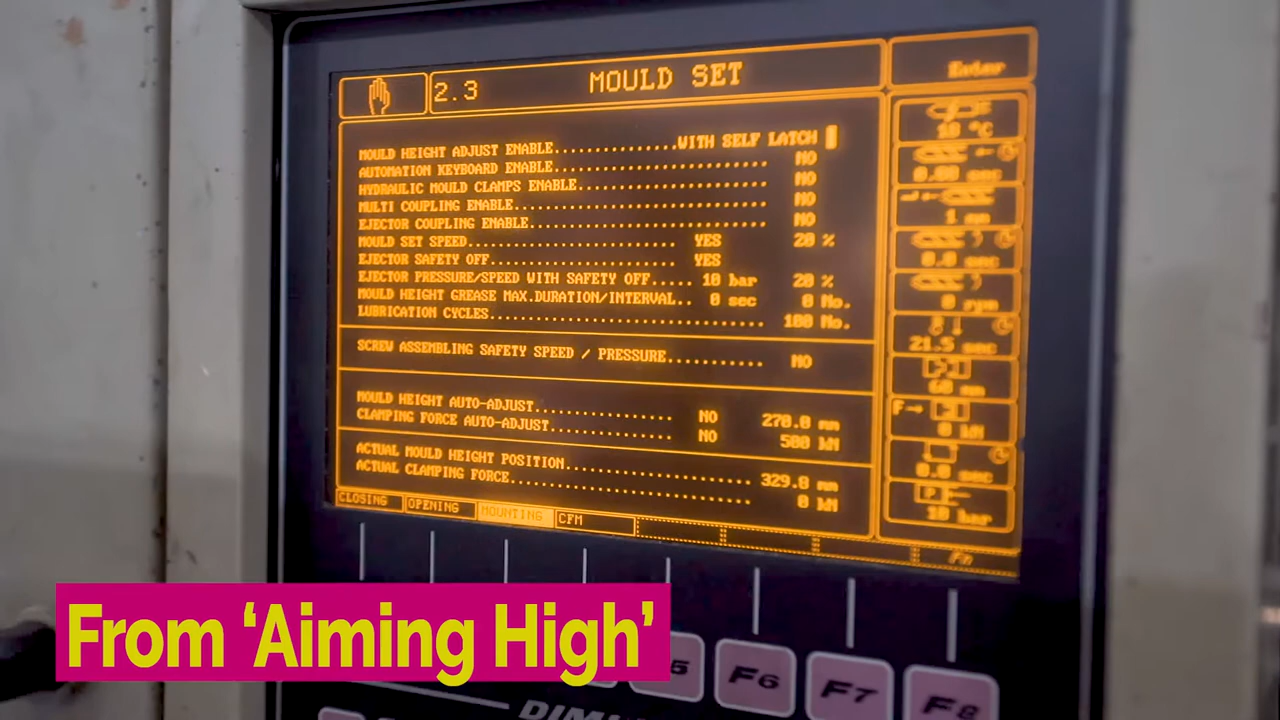 2.3
MOULD SET
Enter
MOULD HEIGHT ADJUST ENABLE..............WITH SELF LATCH
AUTOMATION KEYBOARD ENABLE......................... NO
HYDRAULIC MOULD CLAMPS ENABLE...................... NO
MULTI COUPLING ENABLE.............................. NO
EJECTOR COUPLING ENABLE............................ NO
MOULD SET SPEED........................ YES 20 %
EJECTOR SAFETY OFF..................... YES
EJECTOR PRESSURE/SPEED WITH SAFETY OFF..... 10 bar 20 %
MOULD HEIGHT GREASE MAX.DURATION/INTERVAL.. 0 sec 0 No.
LUBRICATION CYCLES................................ 100 No.
SCREW ASSEMBLING SAFETY SPEED / PRESSURE.......... NO
MOULD HEIGHT AUTO-ADJUST................ NO 270.0 mm
CLAMPING FORCE AUTO-ADJUST.............. NO 500 kN
ACTUAL MOULD HEIGHT POSITION...................... 329.8 mm
ACTUAL CLAMPING FORCE............................. 0 kN
CLOSING OPENING MOUNTING CFM
10 °C
0.00 sec
1 mm
0.0 sec
0 rpm
21.5 sec
60 mm
F→
0 kN
0.0 sec
10 bar
Fn
From ‘Aiming High’
5 F6 F7 F8